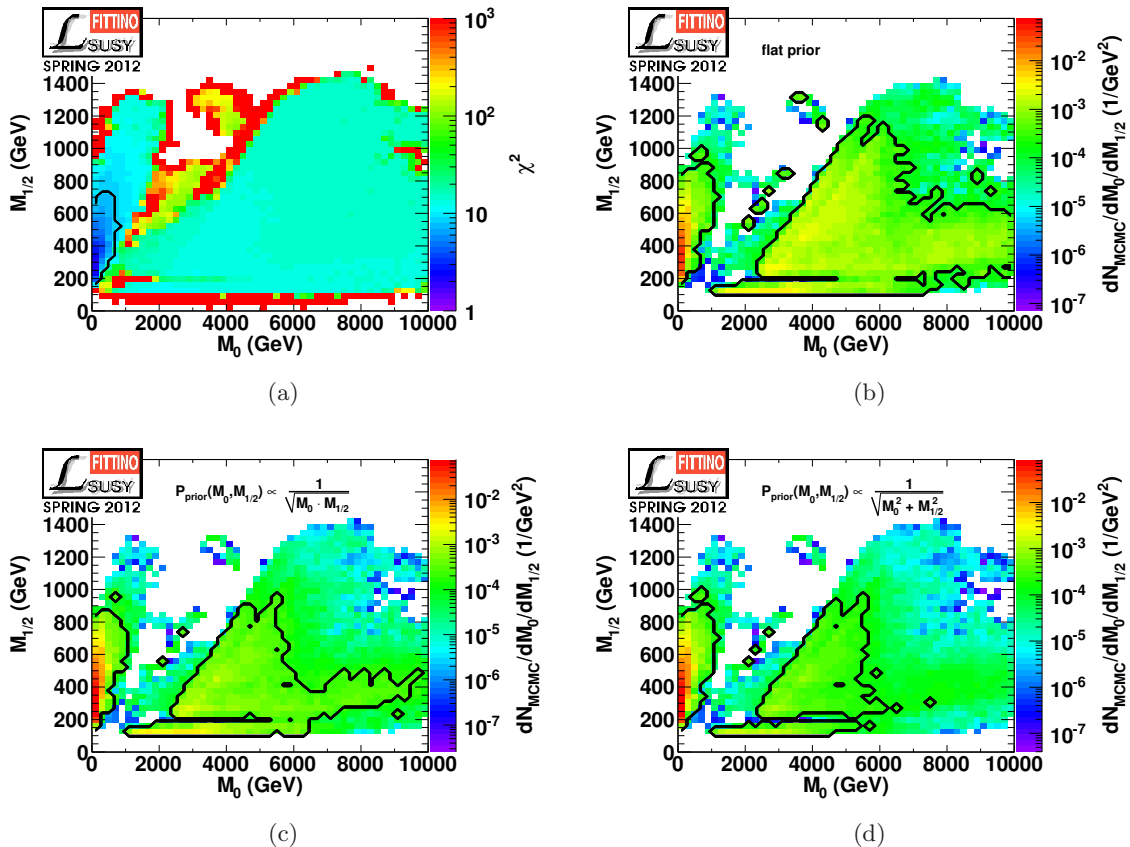 L FITTINO
SUSY
SPRING 2012
M1/2 (GeV)
1400
1200
1000
800
600
400
200
0
0 2000 4000 6000 8000 10000
M0 (GeV)
10³
10²
10
1
χ²
(a)
L FITTINO
SUSY
SPRING 2012
flat prior
M1/2 (GeV)
1400
1200
1000
800
600
400
200
0
0 2000 4000 6000 8000 10000
M0 (GeV)
10⁻²
10⁻³
10⁻⁴
10⁻⁵
10⁻⁶
10⁻⁷
dNMCMC/dM0/dM1/2 (1/GeV²)
(b)
L FITTINO
SUSY
SPRING 2012
Pprior(M0,M1/2) ∝ 1/√(M0 · M1/2)
M1/2 (GeV)
1400
1200
1000
800
600
400
200
0
0 2000 4000 6000 8000 10000
M0 (GeV)
10⁻²
10⁻³
10⁻⁴
10⁻⁵
10⁻⁶
10⁻⁷
dNMCMC/dM0/dM1/2 (1/GeV²)
(c)
L FITTINO
SUSY
SPRING 2012
Pprior(M0,M1/2) ∝ 1/√(M0² + M1/2²)
M1/2 (GeV)
1400
1200
1000
800
600
400
200
0
0 2000 4000 6000 8000 10000
M0 (GeV)
10⁻²
10⁻³
10⁻⁴
10⁻⁵
10⁻⁶
10⁻⁷
dNMCMC/dM0/dM1/2 (1/GeV²)
(d)